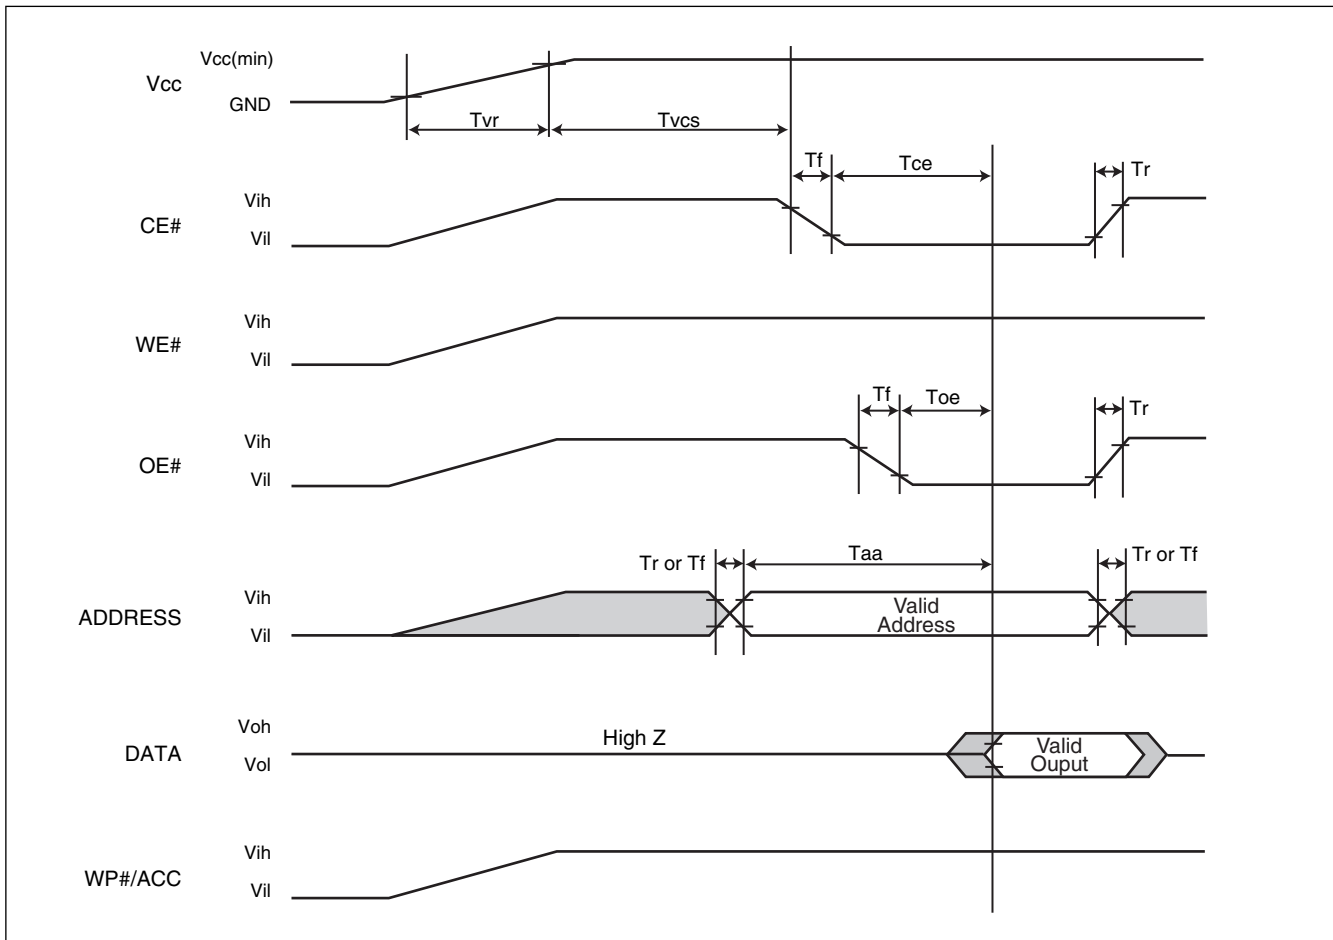 Vcc(min)
Vcc
GND
Tvr
Tvcs
Tf
Tce
Tr
Vih
CE#
Vil
Vih
WE#
Vil
Tf
Toe
Tr
Vih
OE#
Vil
Tr or Tf
Taa
Tr or Tf
Vih
ADDRESS
Vil
Valid
Address
Voh
DATA
Vol
High Z
Valid
Ouput
Vih
WP#/ACC
Vil